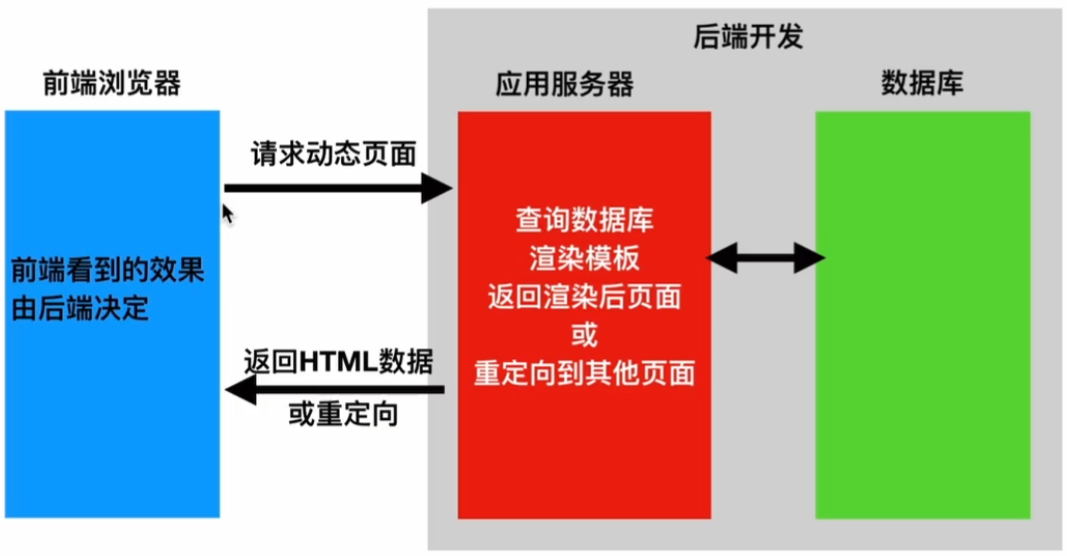 后端开发
前端浏览器
应用服务器
数据库
请求动态页面
前端看到的效果
由后端决定
查询数据库
渲染模板
返回渲染后页面
或
重定向到其他页面
返回HTML数据
或重定向